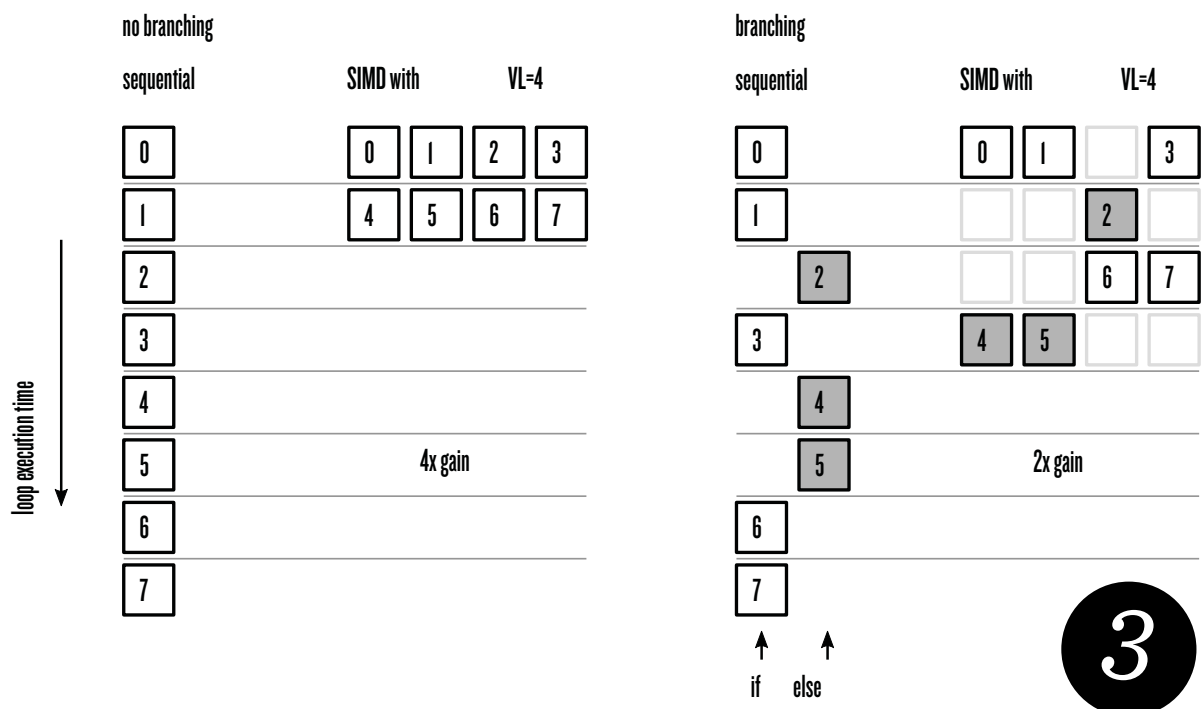 no branching
branching
sequential SIMD with VL=4
sequential SIMD with VL=4
0 0 1 2 3
0 0 1 3
1 4 5 6 7
1 2
2
2 6 7
3
3 4 5
4
4
5 4x gain
5 2x gain
6
6
7
7
loop execution time
if else
3